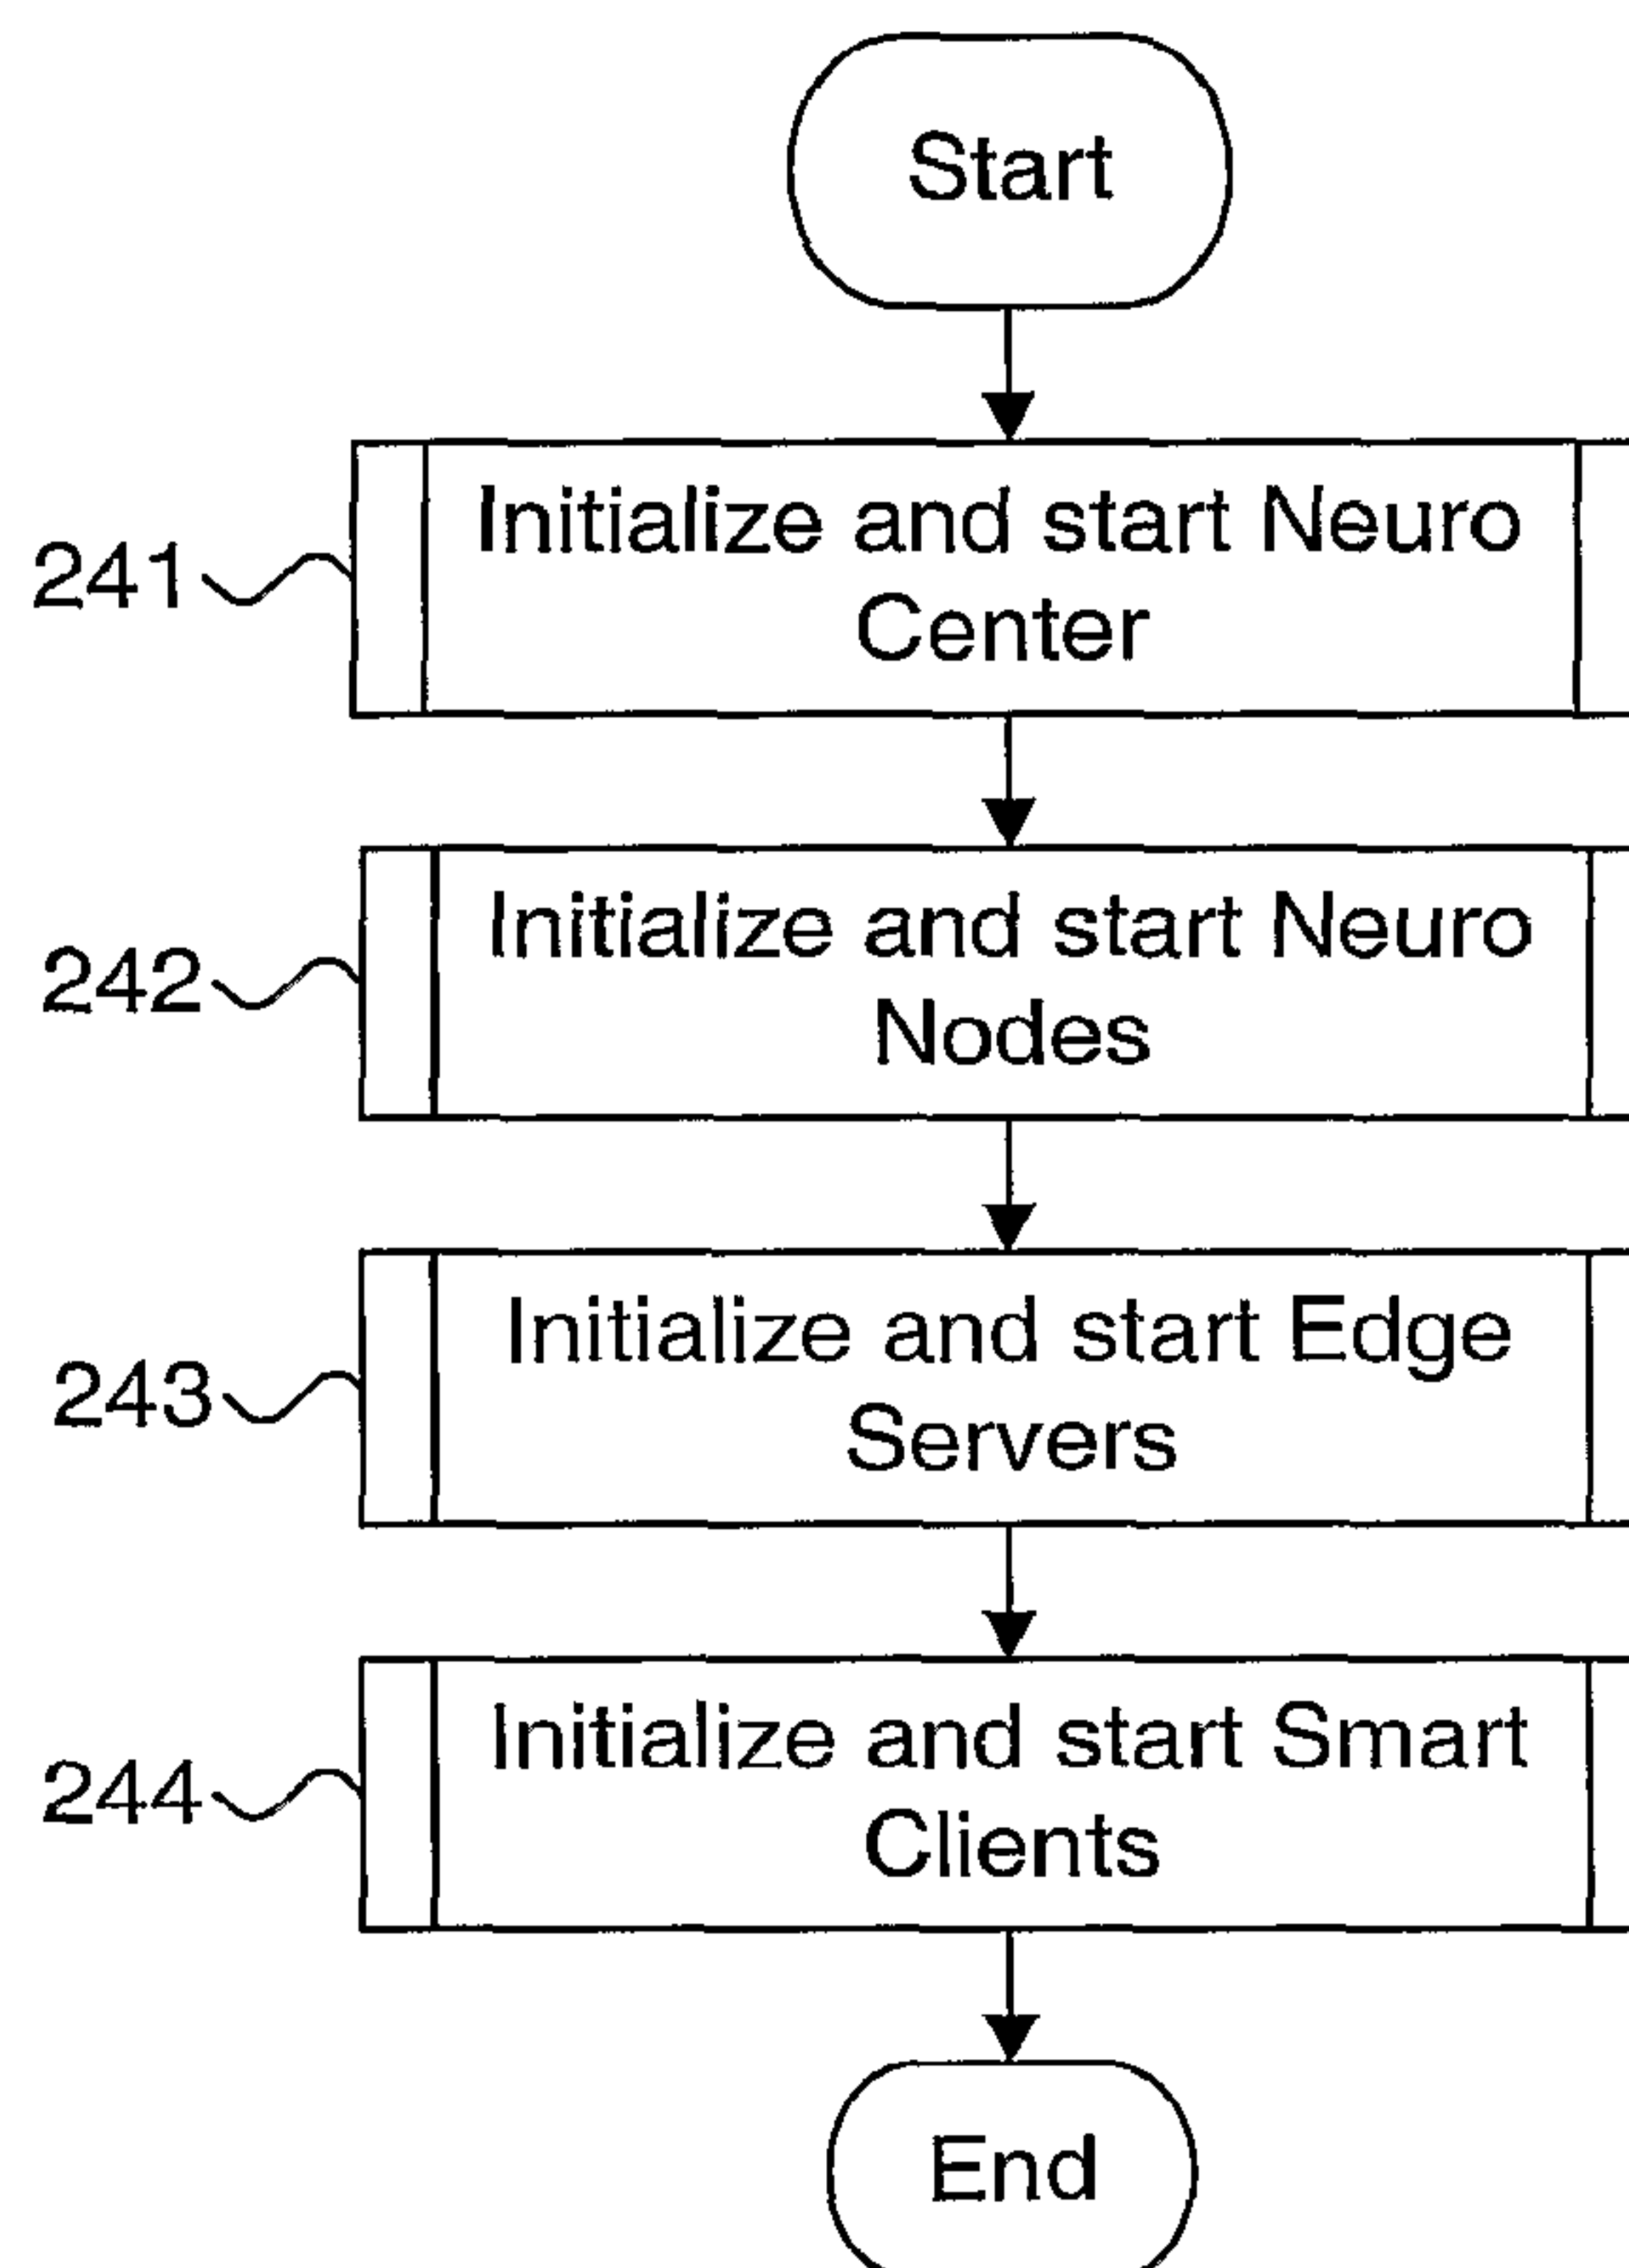 Start
241
Initialize and start Neuro
Center
242
Initialize and start Neuro
Nodes
243
Initialize and start Edge
Servers
244
Initialize and start Smart
Clients
End